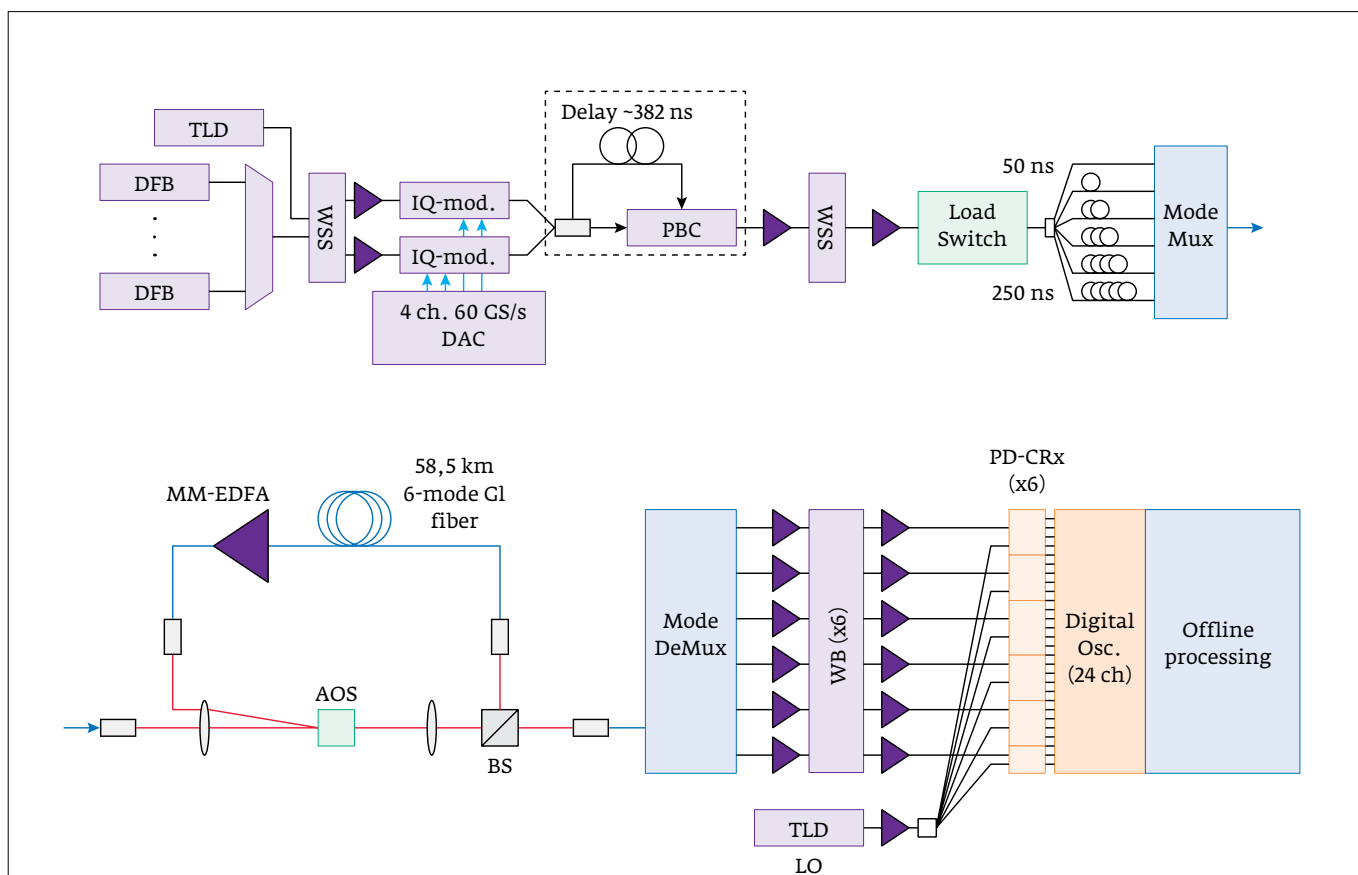 Delay ~382 ns
TLD
DFB
DFB
WSS
IQ-mod.
IQ-mod.
4 ch. 60 GS/s
DAC
PBC
WSS
Load
Switch
50 ns
250 ns
Mode
Mux
MM-EDFA
58,5 km
6-mode Gl
fiber
AOS
BS
Mode
DeMux
WB (x6)
PD-CRx
(x6)
Digital
Osc.
(24 ch)
Offline
processing
TLD
LO